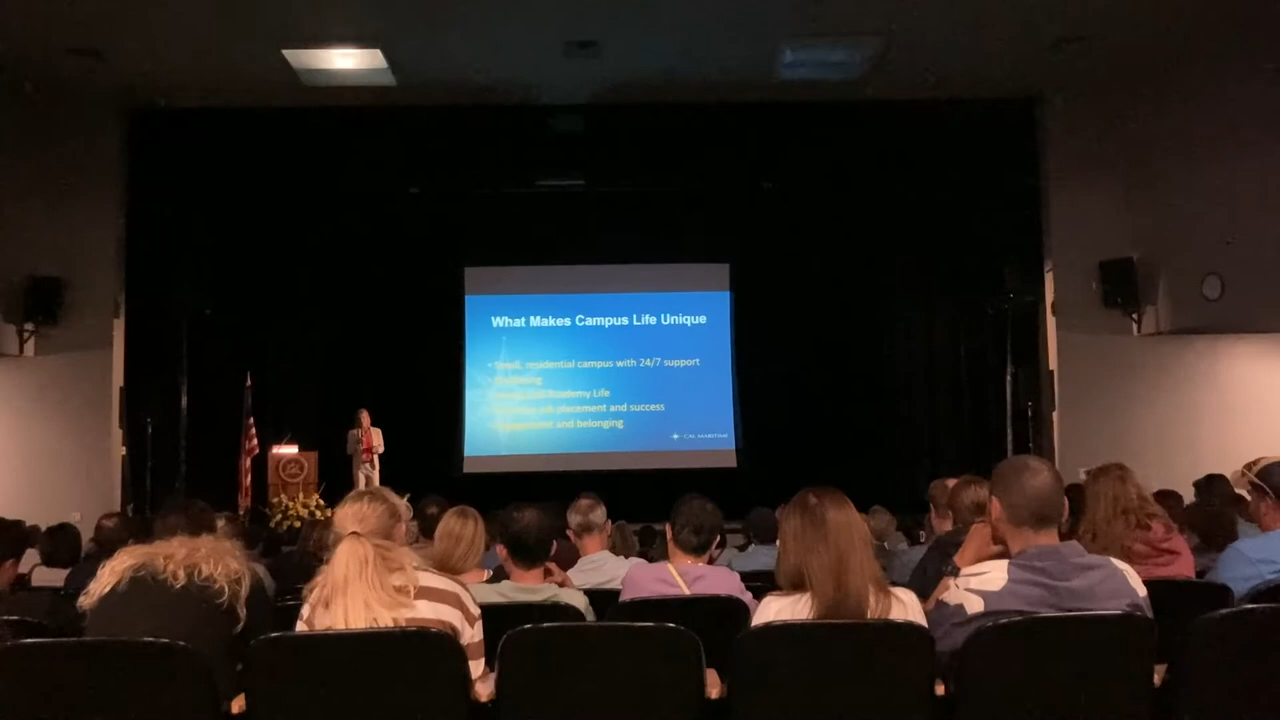 What Makes Campus Life Unique
residential campus with 24/7 support
Academy Life
job placement and success
and belonging
CAL MARITIME